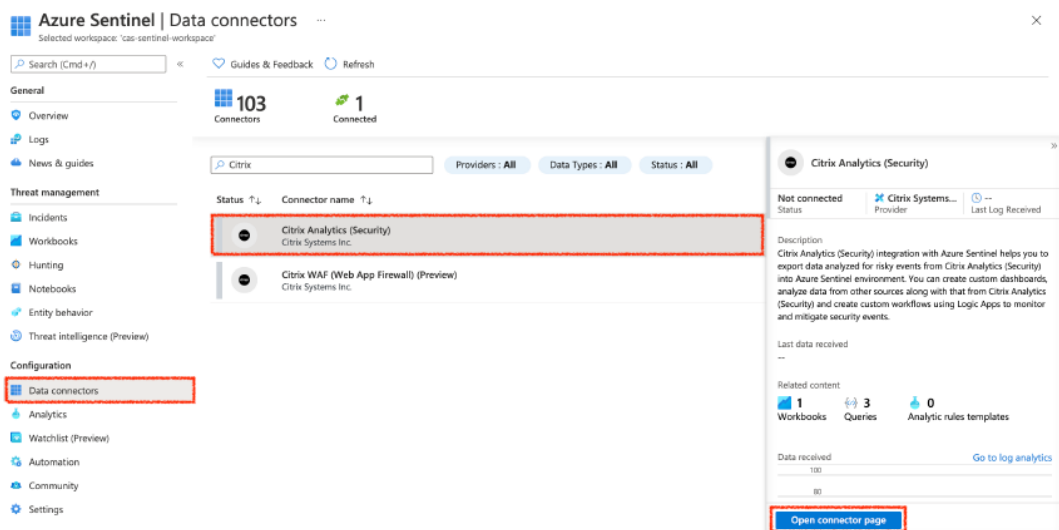 Azure Sentinel | Data connectors ...
Selected workspace: 'cas-sentinel-workspace'
Search (Cmd+/)
«
General
Overview
Logs
News & guides
Threat management
Incidents
Workbooks
Hunting
Notebooks
Entity behavior
Threat intelligence (Preview)
Configuration
Data connectors
Analytics
Watchlist (Preview)
Automation
Community
Settings
Guides & Feedback Refresh
103 1
Connectors Connected
Citrix Providers : All Data Types : All Status : All
Status ↑↓ Connector name ↑↓
Citrix Analytics (Security)
Citrix Systems Inc.
Citrix WAF (Web App Firewall) (Preview)
Citrix Systems Inc.
»
Citrix Analytics (Security)
Not connected Citrix Systems... --
Status Provider Last Log Received
Description
Citrix Analytics (Security) integration with Azure Sentinel helps you to
export data analyzed for risky events from Citrix Analytics (Security)
into Azure Sentinel environment. You can create custom dashboards,
analyze data from other sources along with that from Citrix Analytics
(Security) and create custom workflows using Logic Apps to monitor
and mitigate security events.
Last data received
--
Related content
1 3 0
Workbooks Queries Analytic rules templates
Data received Go to log analytics
100
80
Open connector page